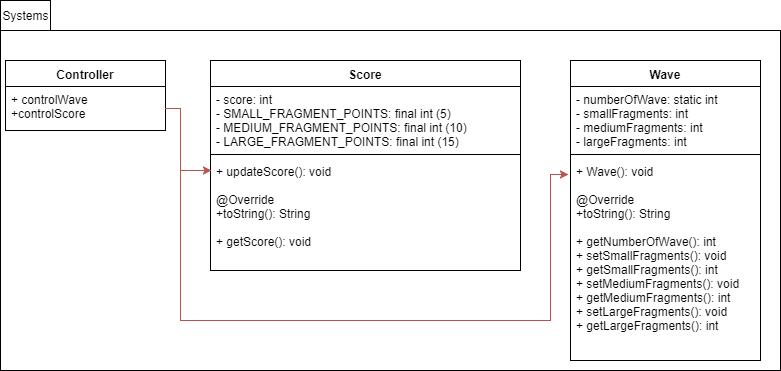 Systems
Controller
+ controlWave
+controlScore
Score
- score: int
- SMALL_FRAGMENT_POINTS: final int (5)
- MEDIUM_FRAGMENT_POINTS: final int (10)
- LARGE_FRAGMENT_POINTS: final int (15)
+ updateScore(): void
@Override
+toString(): String
+ getScore(): void
Wave
- numberOfWave: static int
- smallFragments: int
- mediumFragments: int
- largeFragments: int
+ Wave(): void
@Override
+toString(): String
+ getNumberOfWave(): int
+ setSmallFragments(): void
+ getSmallFragments(): int
+ setMediumFragments(): void
+ getMediumFragments(): int
+ setLargeFragments(): void
+ getLargeFragments(): int